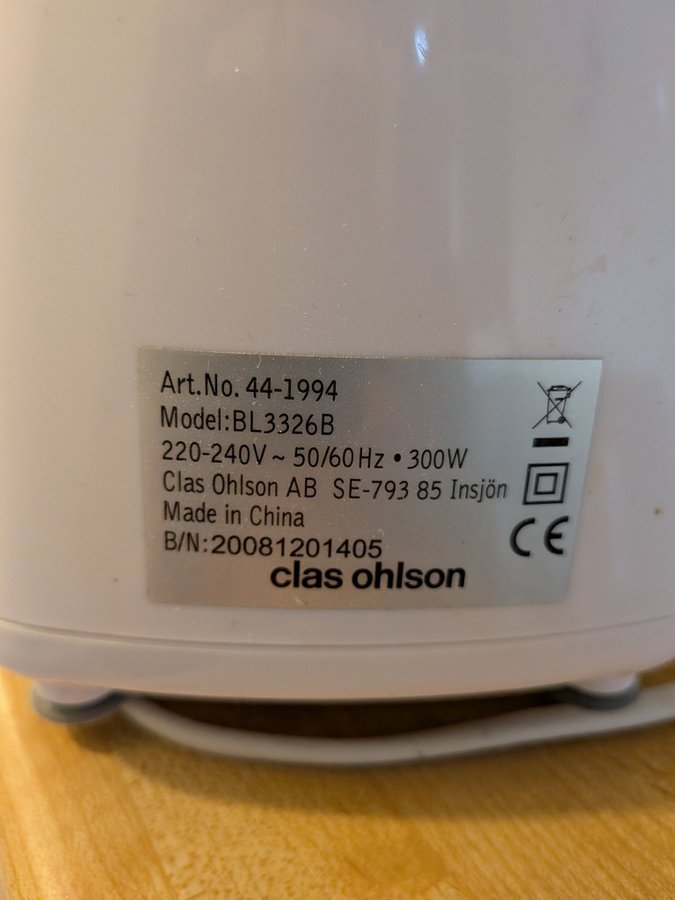 Art.No. 44-1994
Model:BL3326B
220-240V ~ 50/60Hz • 300W
Clas Ohlson AB SE-793 85 Insjön
Made in China
B/N:20081201405
clas ohlson
CE